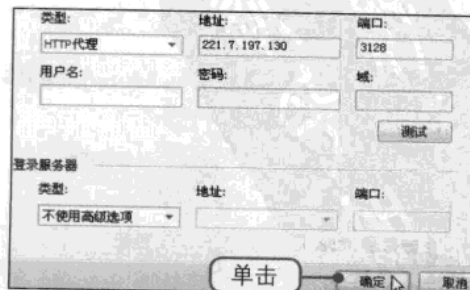 类型: 地址: 端口:
HTTP代理 221.7.197.130 3128
用户名: 密码: 域:
测试
登录服务器
类型: 地址: 端口:
不使用高级选项
单击 确定 取消